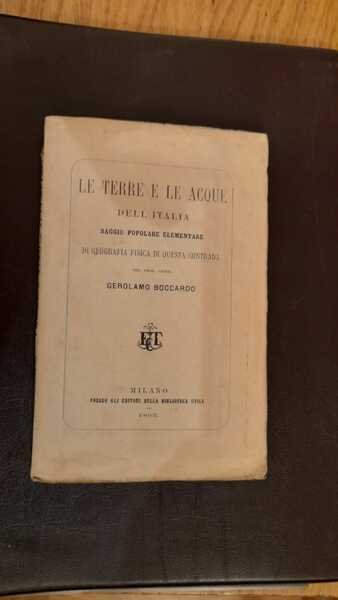 LE TERRE E LE ACQUE
DELL'ITALIA
SAGGIO POPOLARE ELEMENTARE
DI GEOGRAFIA FISICA DI QUESTA CONTRADA
GEROLAMO BOCCARDO
MILANO
PRESSO GLI EDITORI DELLA BIBLIOTECA UTILE